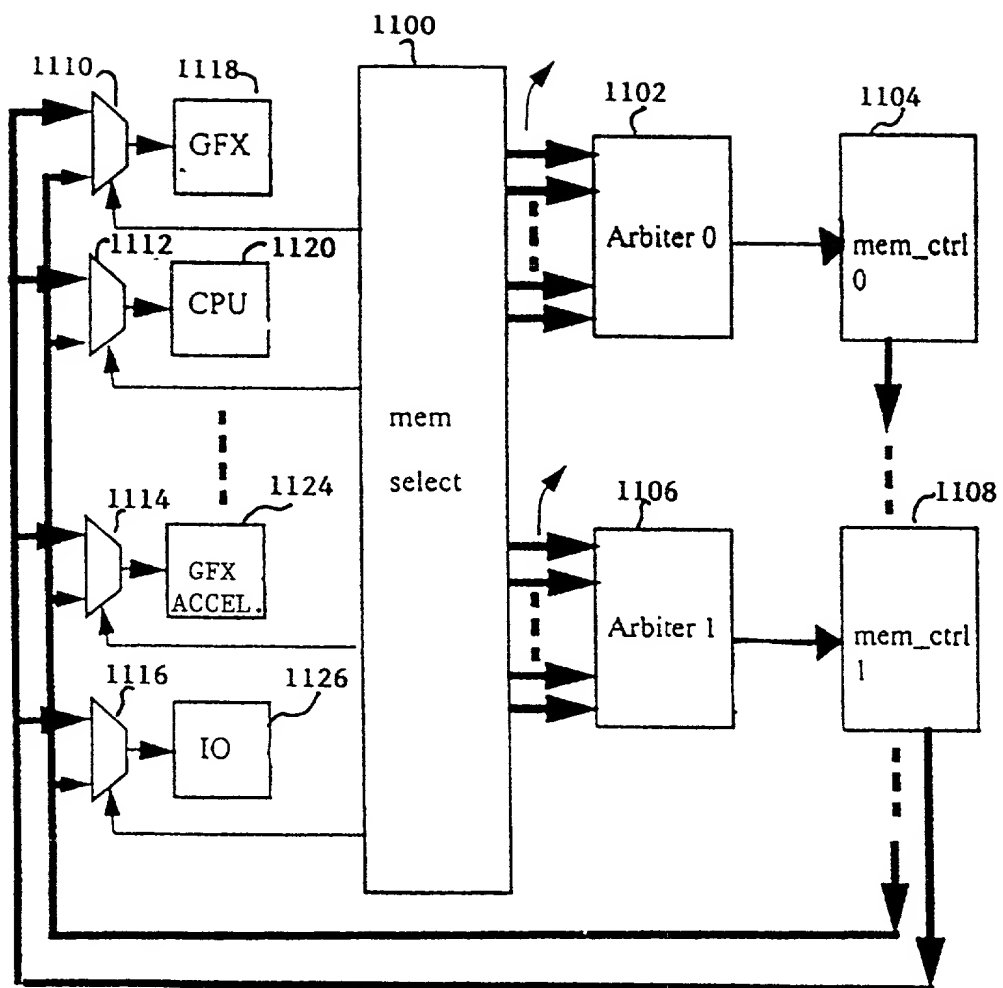 1100
1110
1118
GFX
1102
1104
Arbiter 0
mem_ctrl
0
1112
1120
CPU
mem
select
1114
1124
GFX
ACCEL.
1106
1108
Arbiter 1
mem_ctrl
1
1116
1126
IO